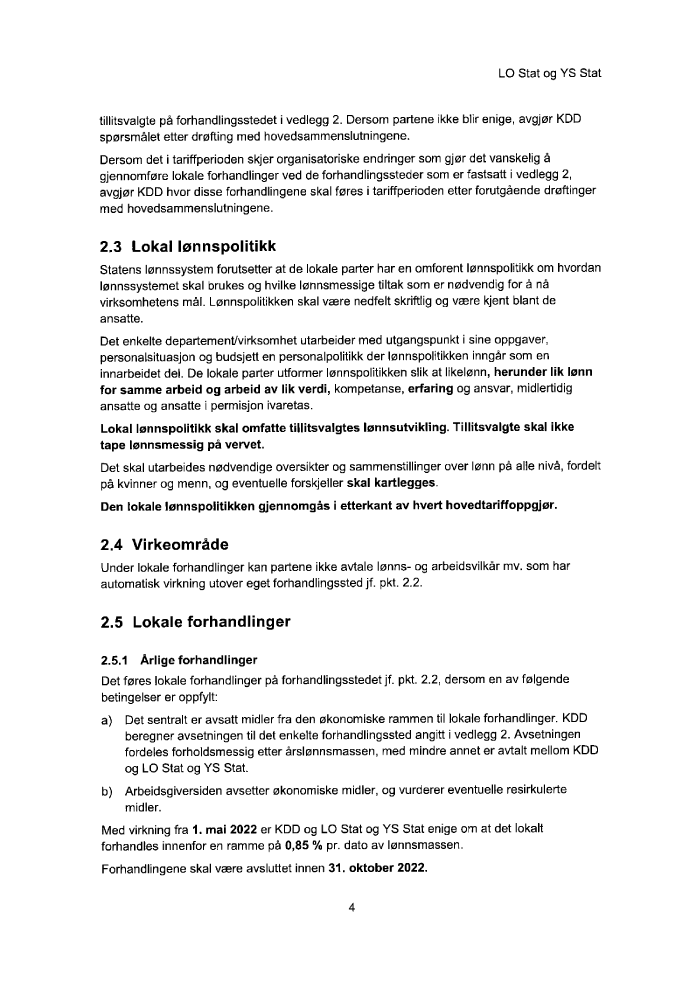 LO Stat og YS Stat
tillitsvalgte på forhandlingsstedet i vedlegg 2. Dersom partene ikke blir enige, avgjør KDD
spørsmålet etter drøfting med hovedsammenslutningene.
Dersom det i tariffperioden skjer organisatoriske endringer som gjør det vanskelig å
gjennomføre lokale forhandlinger ved de forhandlingssteder som er fastsatt i vedlegg 2,
avgjør KDD hvor disse forhandlingene skal føres i tariffperioden etter forutgående drøftinger
med hovedsammenslutningene.
2.3 Lokal lønnspolitikk
Statens lønnssystem forutsetter at de lokale parter har en omforent lønnspolitikk om hvordan
lønnssystemet skal brukes og hvilke lønnsmessige tiltak som er nødvendig for å nå
virksomhetens mål. Lønnspolitikken skal være nedfelt skriftlig og være kjent blant de
ansatte.
Det enkelte departement/virksomhet utarbeider med utgangspunkt i sine oppgaver,
personalsituasjon og budsjett en personalpolitikk der lønnspolitikken inngår som en
innarbeidet del. De lokale parter utformer lønnspolitikken slik at likelønn, herunder lik lønn
for samme arbeid og arbeid av lik verdi, kompetanse, erfaring og ansvar, midlertidig
ansatte og ansatte i permisjon ivaretas.
Lokal lønnspolitikk skal omfatte tillitsvalgtes lønnsutvikling. Tillitsvalgte skal ikke
tape lønnsmessig på vervet.
Det skal utarbeides nødvendige oversikter og sammenstillinger over lønn på alle nivå, fordelt
på kvinner og menn, og eventuelle forskjeller skal kartlegges.
Den lokale lønnspolitikken gjennomgås i etterkant av hvert hovedtariffoppgjør.
2.4 Virkeområde
Under lokale forhandlinger kan partene ikke avtale lønns- og arbeidsvilkår mv. som har
automatisk virkning utover eget forhandlingssted jf. pkt. 2.2.
2.5 Lokale forhandlinger
2.5.1 Årlige forhandlinger
Det føres lokale forhandlinger på forhandlingsstedet jf. pkt. 2.2, dersom en av følgende
betingelser er oppfylt:
a) Det sentralt er avsatt midler fra den økonomiske rammen til lokale forhandlinger. KDD
beregner avsetningen til det enkelte forhandlingssted angitt i vedlegg 2. Avsetningen
fordeles forholdsmessig etter årslønnsmassen, med mindre annet er avtalt mellom KDD
og LO Stat og YS Stat.
b) Arbeidsgiversiden avsetter økonomiske midler, og vurderer eventuelle resirkulerte
midler.
Med virkning fra 1. mai 2022 er KDD og LO Stat og YS Stat enige om at det lokalt
forhandles innenfor en ramme på 0,85 % pr. dato av lønnsmassen.
Forhandlingene skal være avsluttet innen 31. oktober 2022.
4